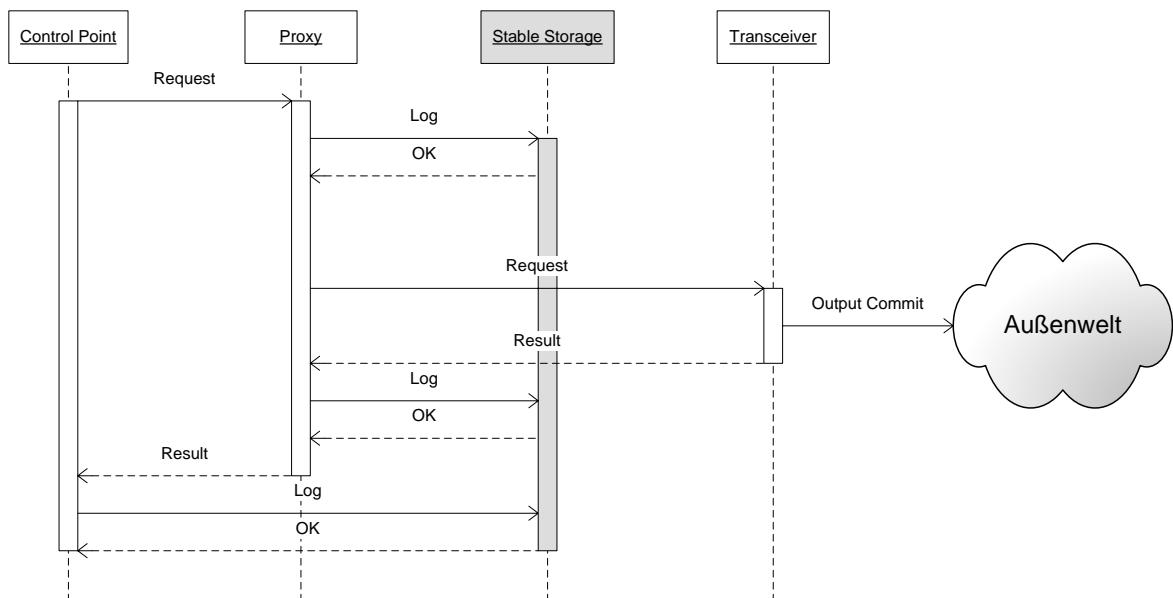 Control Point
Proxy
Stable Storage
Transceiver
Request
Log
OK
Request
Output Commit
Außenwelt
Result
Log
OK
Result
Log
OK